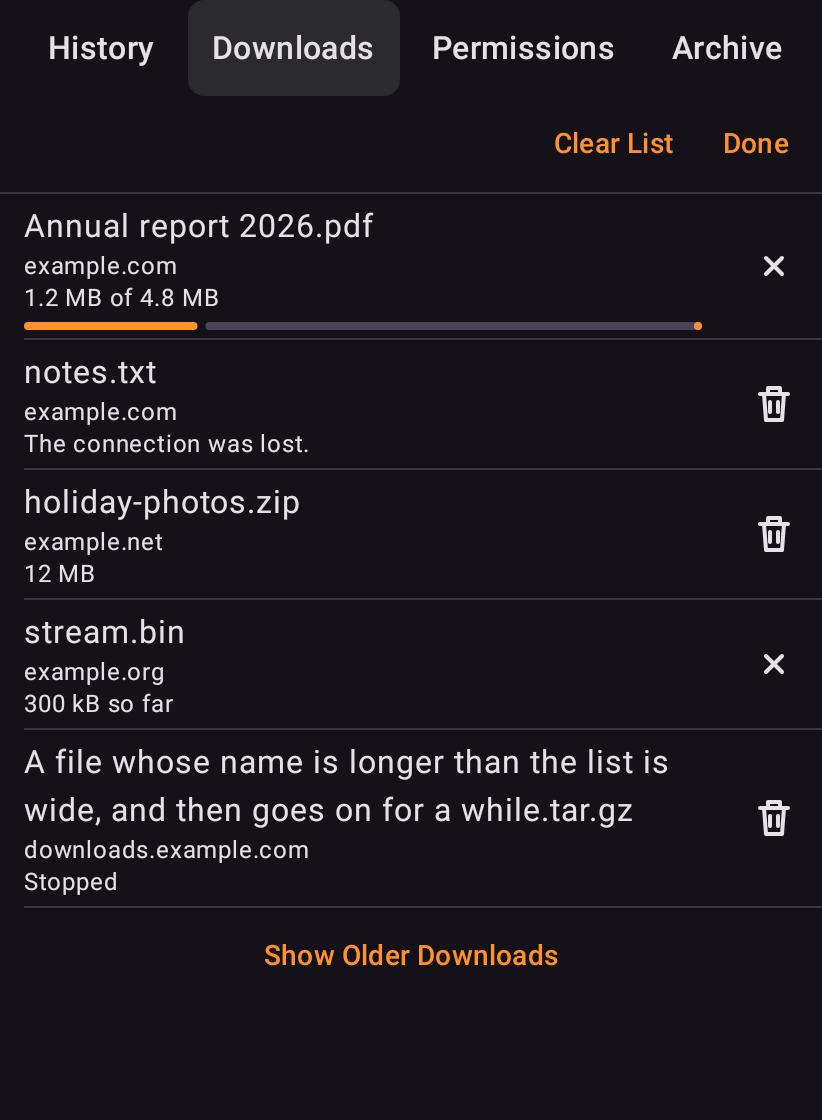 History Downloads Permissions Archive
Clear List Done
Annual report 2026.pdf
example.com
1.2 MB of 4.8 MB
notes.txt
example.com
The connection was lost.
holiday-photos.zip
example.net
12 MB
stream.bin
example.org
300 kB so far
A file whose name is longer than the list is
wide, and then goes on for a while.tar.gz
downloads.example.com
Stopped
Show Older Downloads